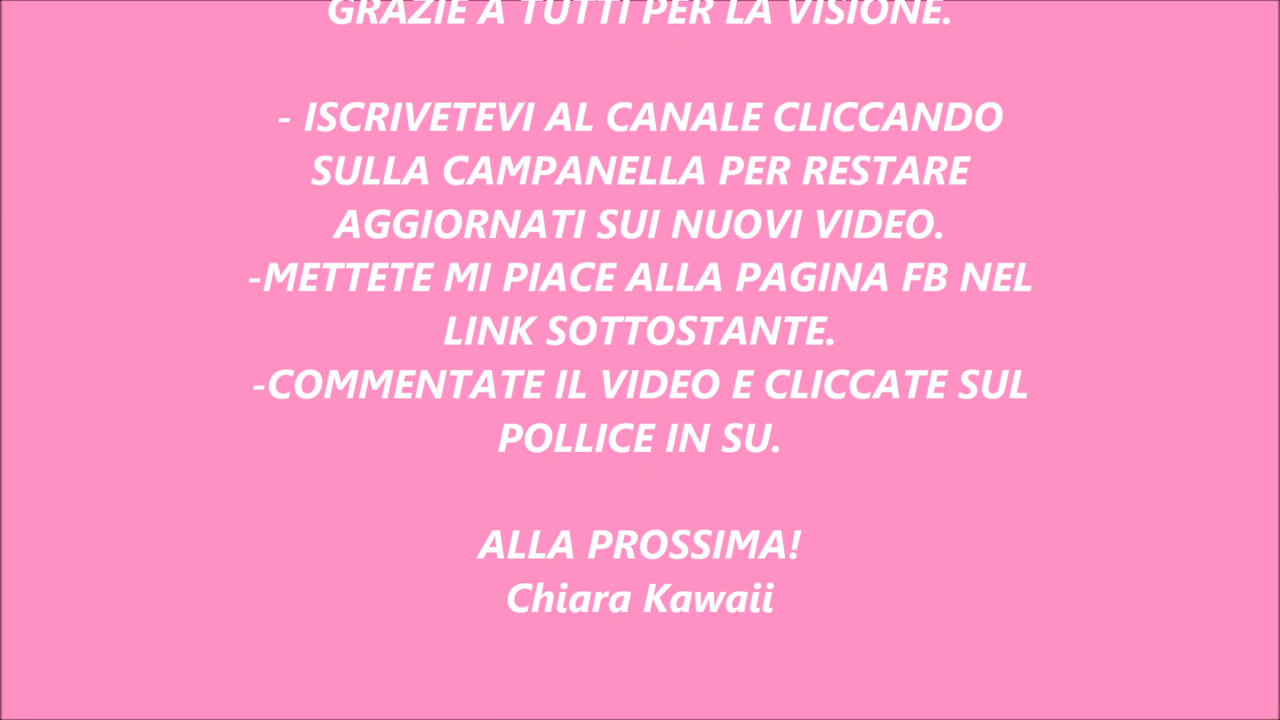 GRAZIE A TUTTI PER LA VISIONE.
- ISCRIVETEVI AL CANALE CLICCANDO
SULLA CAMPANELLA PER RESTARE
AGGIORNATI SUI NUOVI VIDEO.
-METTETE MI PIACE ALLA PAGINA FB NEL
LINK SOTTOSTANTE.
-COMMENTATE IL VIDEO E CLICCATE SUL
POLLICE IN SU.
ALLA PROSSIMA!
Chiara Kawaii